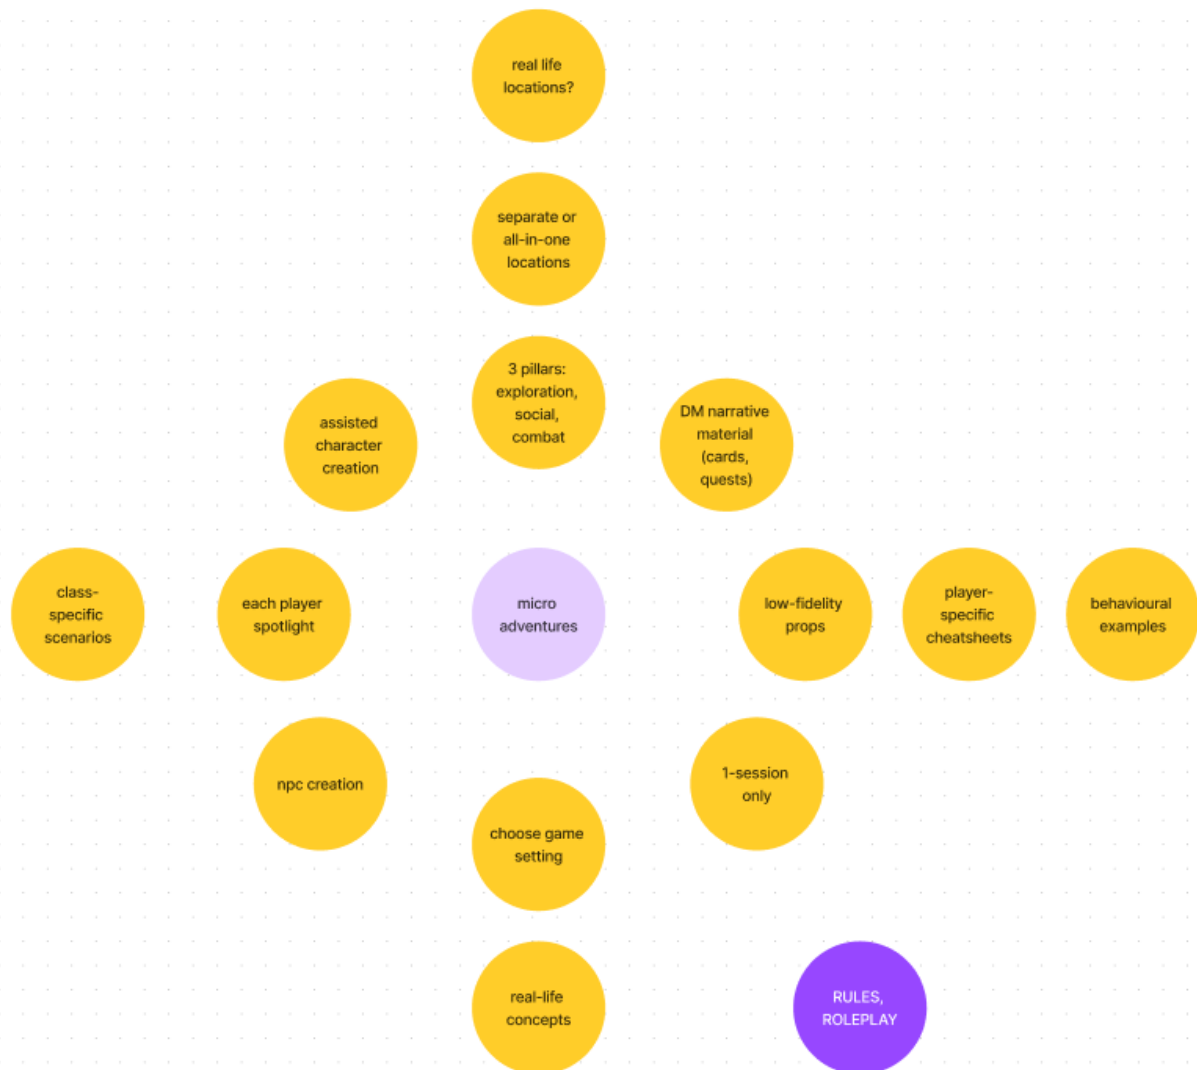 real life
locations?
separate or
all-in-one
locations
3 pillars:
exploration,
social,
combat
assisted
character
creation
DM narrative
material
(cards,
quests)
class-
specific
scenarios
each player
spotlight
micro
adventures
low-fidelity
props
player-
specific
cheatsheets
behavioural
examples
npc creation
1-session
only
choose game
setting
real-life
concepts
RULES,
ROLEPLAY